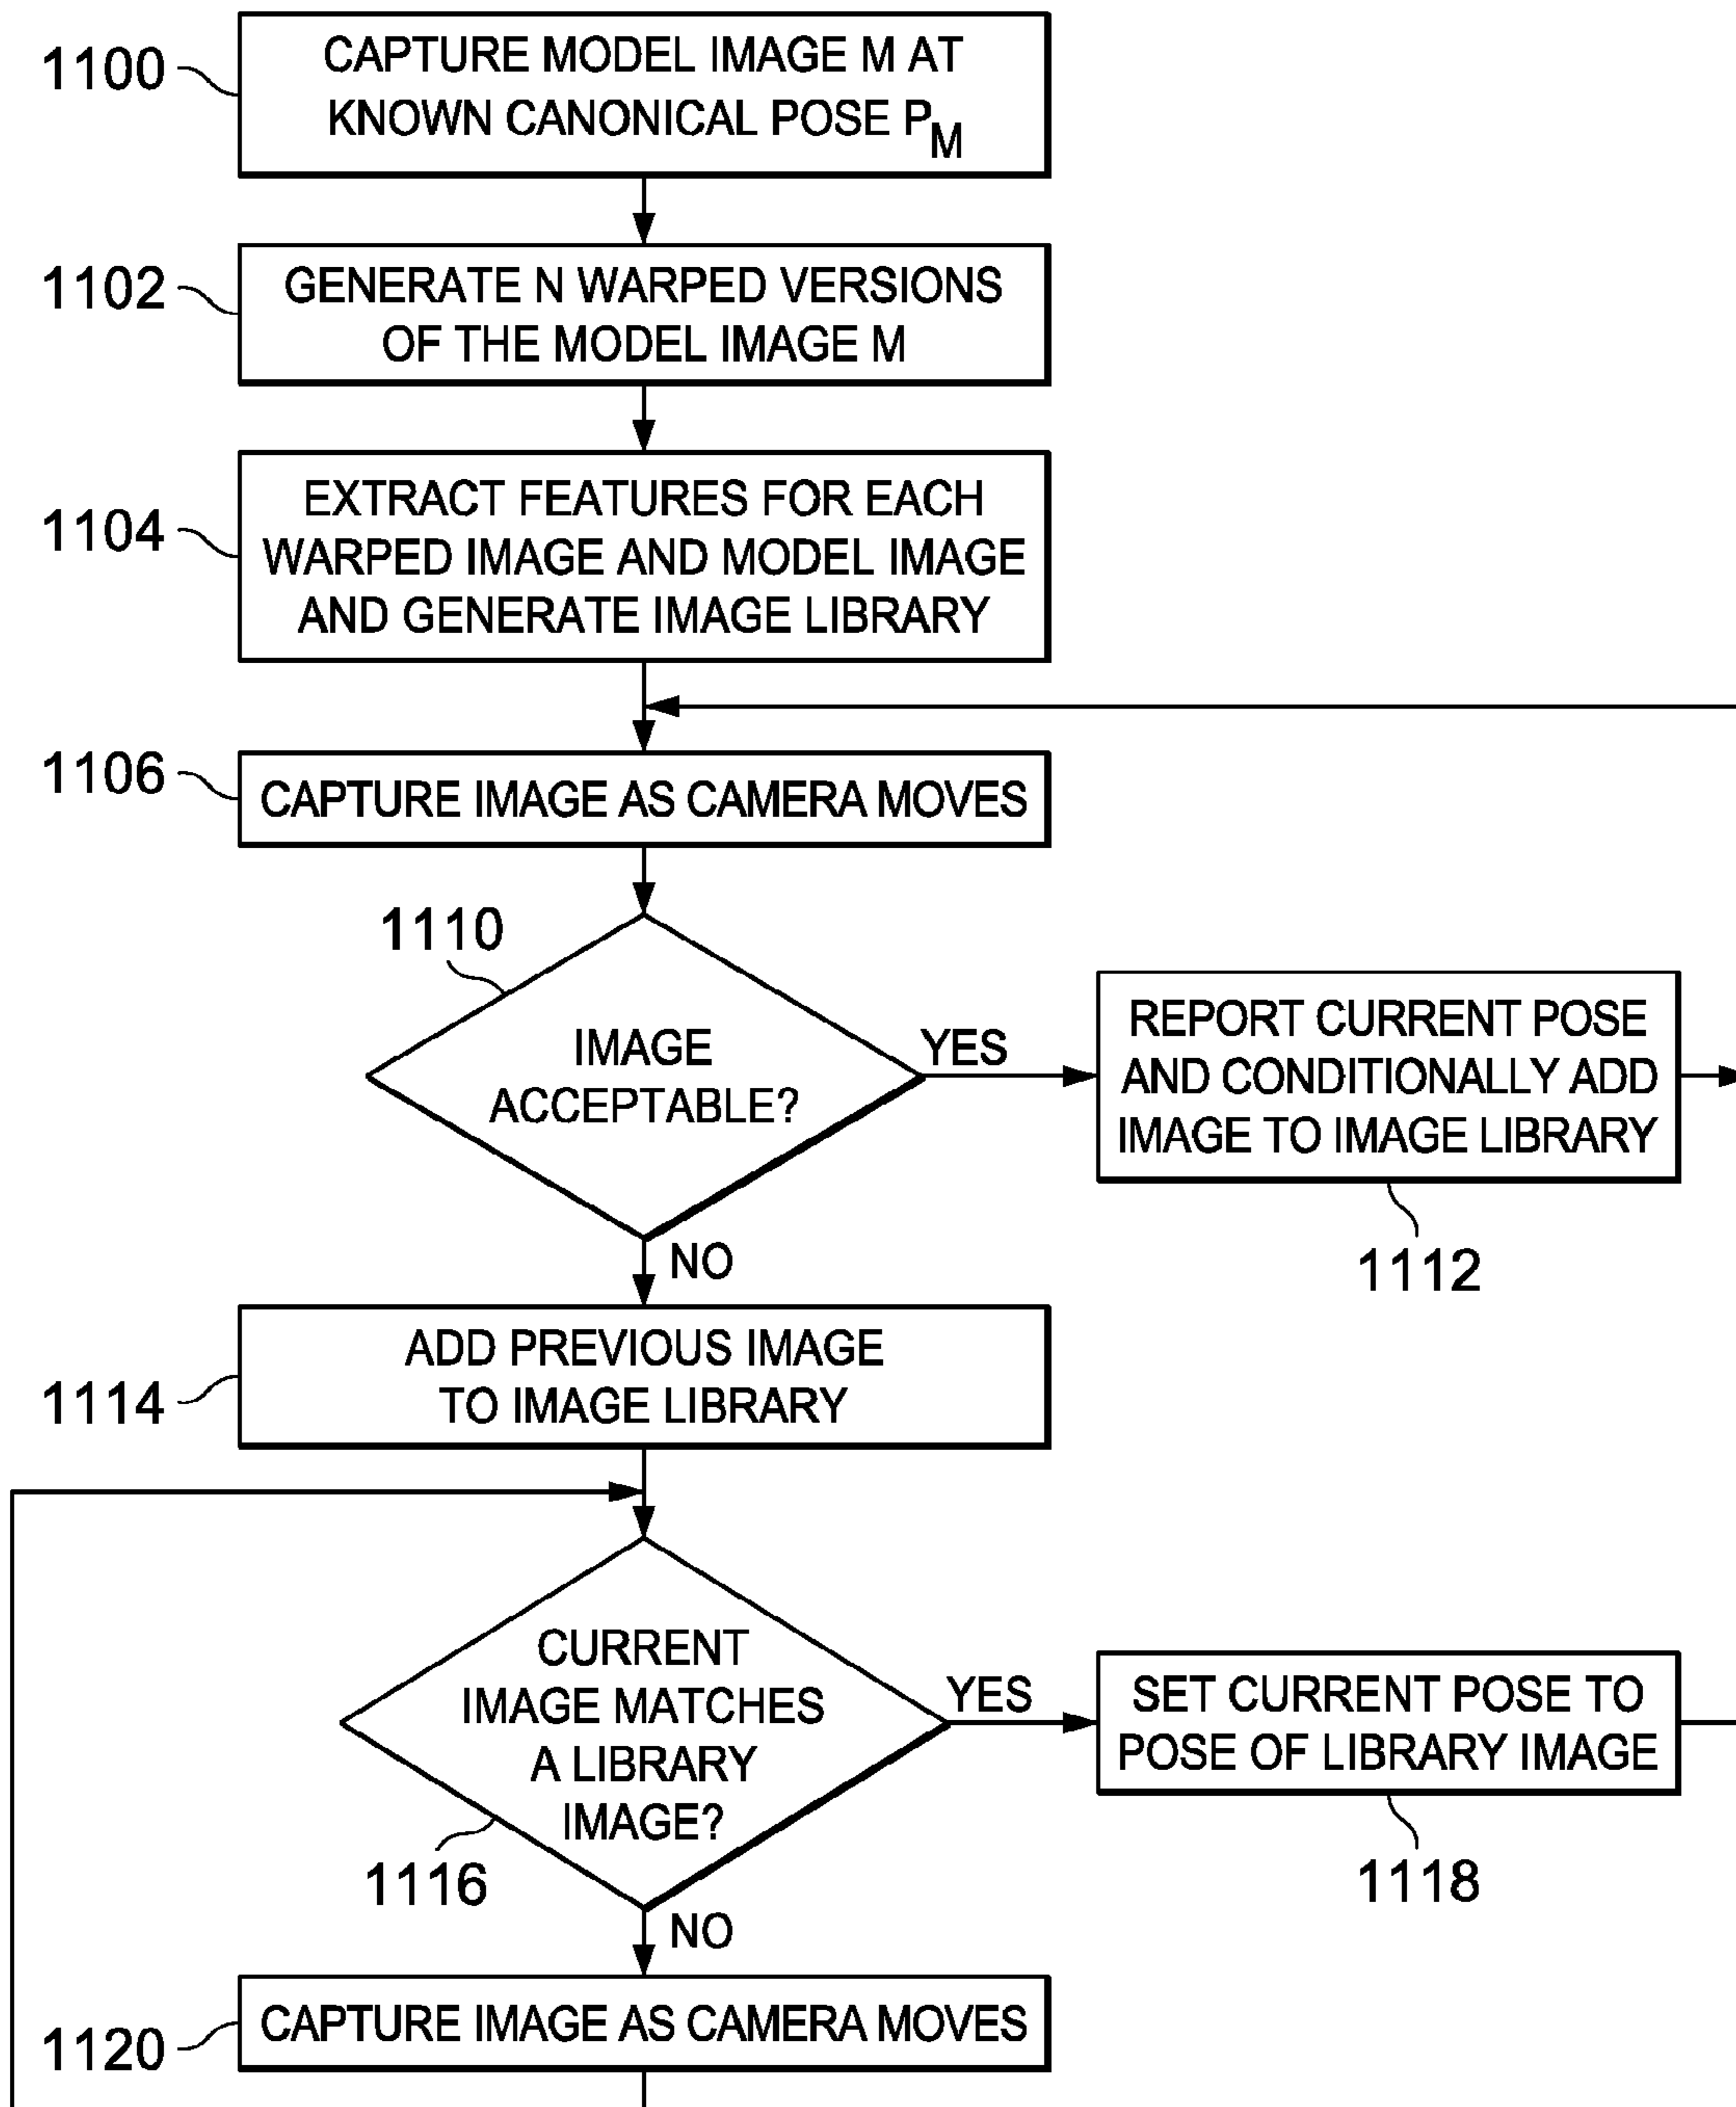 1100
CAPTURE MODEL IMAGE M AT
KNOWN CANONICAL POSE PM
1102
GENERATE N WARPED VERSIONS
OF THE MODEL IMAGE M
1104
EXTRACT FEATURES FOR EACH
WARPED IMAGE AND MODEL IMAGE
AND GENERATE IMAGE LIBRARY
1106
CAPTURE IMAGE AS CAMERA MOVES
1110
IMAGE
ACCEPTABLE?
YES
REPORT CURRENT POSE
AND CONDITIONALLY ADD
IMAGE TO IMAGE LIBRARY
1112
NO
1114
ADD PREVIOUS IMAGE
TO IMAGE LIBRARY
CURRENT
IMAGE MATCHES
A LIBRARY
IMAGE?
1116
YES
SET CURRENT POSE TO
POSE OF LIBRARY IMAGE
1118
NO
1120
CAPTURE IMAGE AS CAMERA MOVES